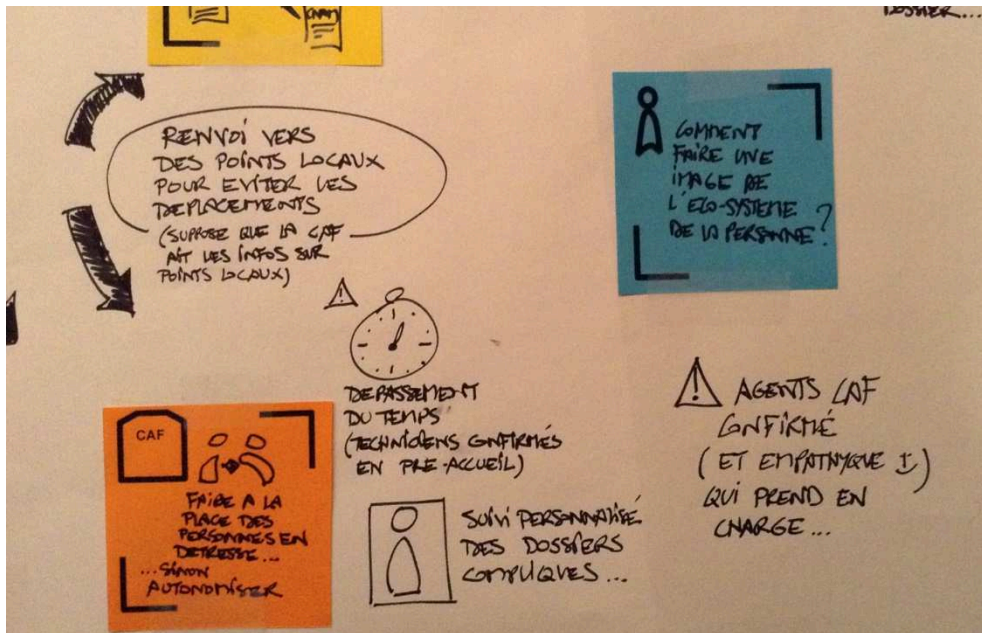 DOSSIER...
RENVOI VERS
DES POINTS LOCAUX
POUR EVITER LES
DEPLACEMENTS
(SUPPOSE QUE LA CAF
AIT LES INFOS SUR
POINTS LOCAUX)
COMMENT
FAIRE UNE
IMAGE DE
L'ECO-SYSTEME
DE LA PERSONNE?
DEPASSEMENT
DU TEMPS
(TECHNICIENS CONFIRMÉS
EN PRE-ACCUEIL)
CAF
FAIRE A LA
PLACE DES
PERSONNES EN
DETRESSE...
...SINON
AUTONOMISER
SUIVI PERSONNALISÉ
DES DOSSIERS
COMPLIQUES...
AGENTS CAF
CONFIRMÉ
(ET EMPATHYQUE)
QUI PREND EN
CHARGE...